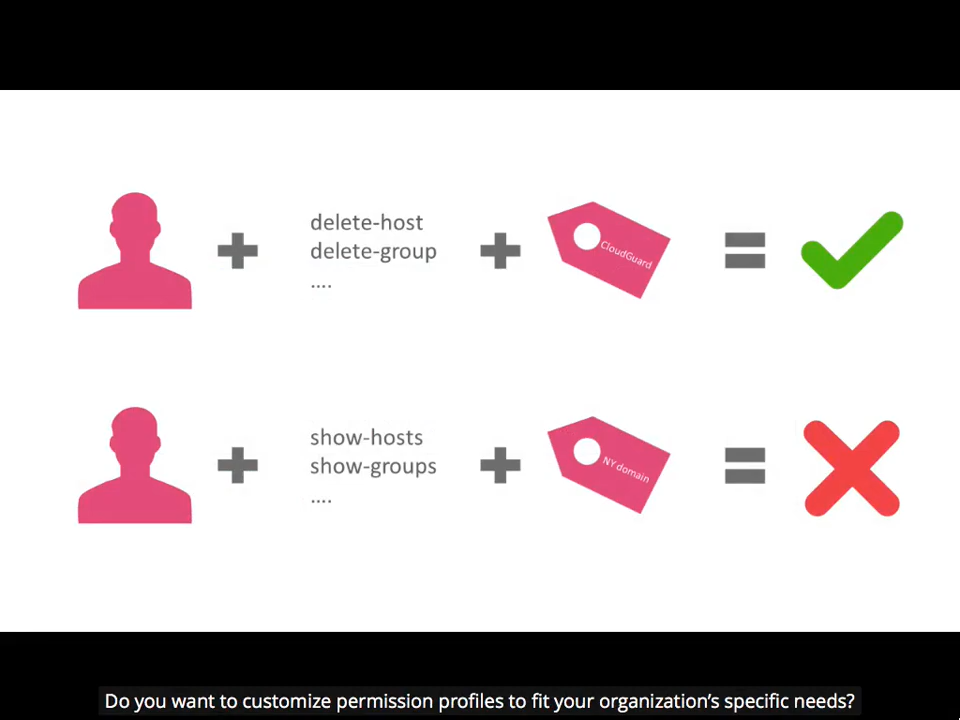 delete-host
delete-group
....
CloudGuard
show-hosts
show-groups
....
NY domain
Do you want to customize permission profiles to fit your organization's specific needs?